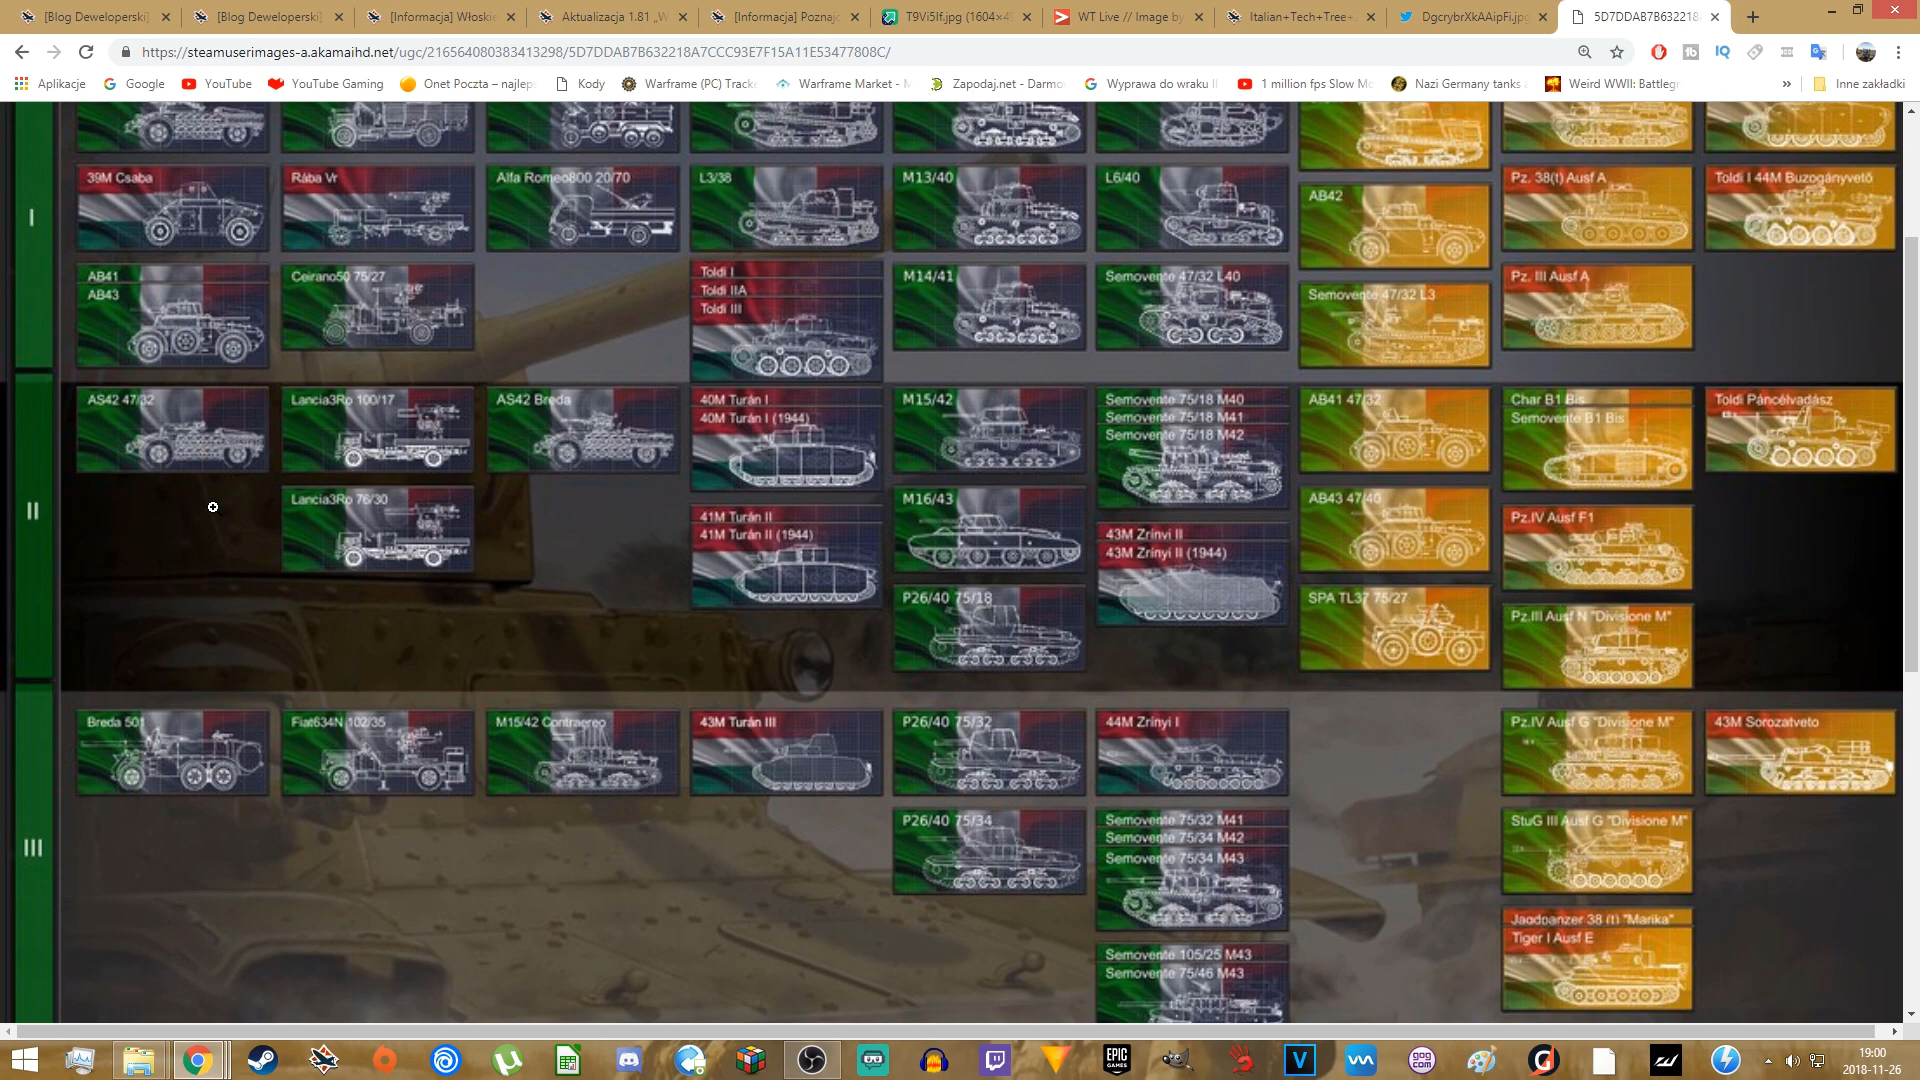 [Blog Deweloperski]
[Blog Deweloperski]
[Informacja] Włoskie
Aktualizacja 1.81 „W
[Informacja] Poznaj
T9Vi5If.jpg (1604×4
WT Live // Image by
Italian+Tech+Tree+
DgcrybrXkAAipFi.jpg
5D7DDAB7B632218
https://steamuserimages-a.akamaihd.net/ugc/216564080383413298/5D7DDAB7B632218A7CCC93E7F15A11E53477808C/
Aplikacje
Google
YouTube
YouTube Gaming
Onet Poczta – najlep
Kody
Warframe (PC) Track
Warframe Market - 
Zapodaj.net - Darmo
Wyprawa do wraku
1 million fps Slow Mo
Nazi Germany tanks
Weird WWII: Battlegr
»
Inne zakładki
I
39M Csaba
Rába Vr
Alfa Romeo800 20/70
L3/38
M13/40
L6/40
AB42
Pz. 38(t) Ausf A
Toldi I 44M Buzogányvető
AB41
AB43
Ceirano50 75/27
Toldi I
Toldi IIA
Toldi III
M14/41
Semovente 47/32 L40
Semovente 47/32 L3
Pz. III Ausf A
II
AS42 47/32
Lancia3Ro 100/17
AS42 Breda
40M Turán I
40M Turán I (1944)
M15/42
Semovente 75/18 M40
Semovente 75/18 M41
Semovente 75/18 M42
AB41 47/32
Char B1 Bis
Semovente B1 Bis
Toldi Páncélvadász
Lancia3Ro 76/30
41M Turán II
41M Turán II (1944)
M16/43
43M Zrínyi II
43M Zrínyi II (1944)
AB43 47/40
Pz.IV Ausf F1
P26/40 75/18
SPA TL37 75/27
Pz.III Ausf N "Divisione M"
III
Breda 501
Fiat634N 102/35
M15/42 Contraereo
43M Turán III
P26/40 75/32
44M Zrínyi I
Pz.IV Ausf G "Divisione M"
43M Sorozatveto
P26/40 75/34
Semovente 75/32 M41
Semovente 75/34 M42
Semovente 75/34 M43
StuG III Ausf G "Divisione M"
Jagdpanzer 38 (t) "Marika"
Tiger I Ausf E
Semovente 105/25 M43
Semovente 75/46 M43
EPIC
GAMES
gog
com
19:00
2018-11-26